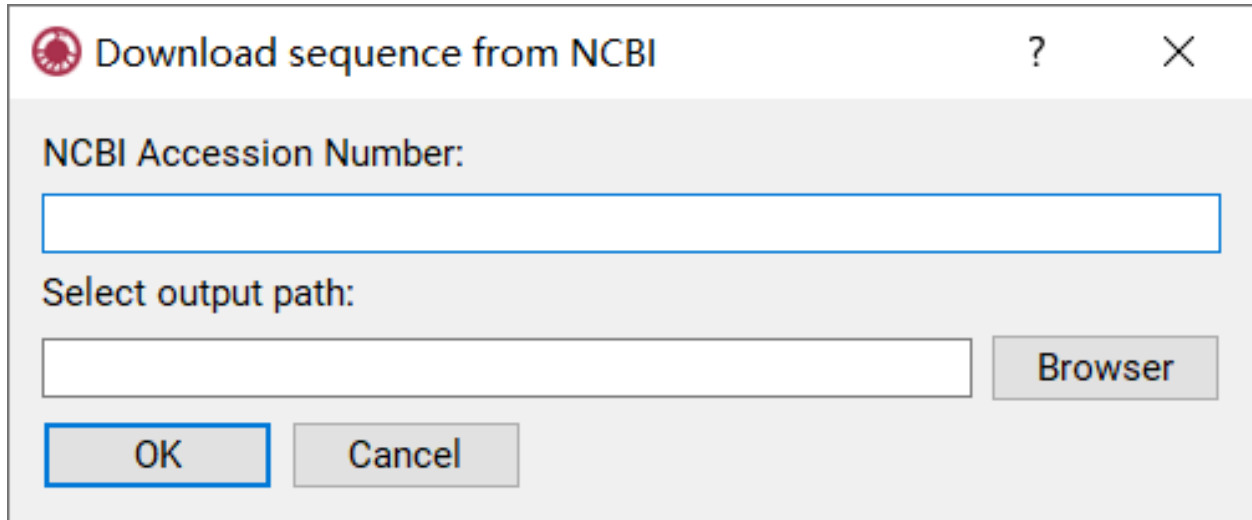 Download sequence from NCBI ?
NCBI Accession Number:
Select output path:
Browser
OK Cancel